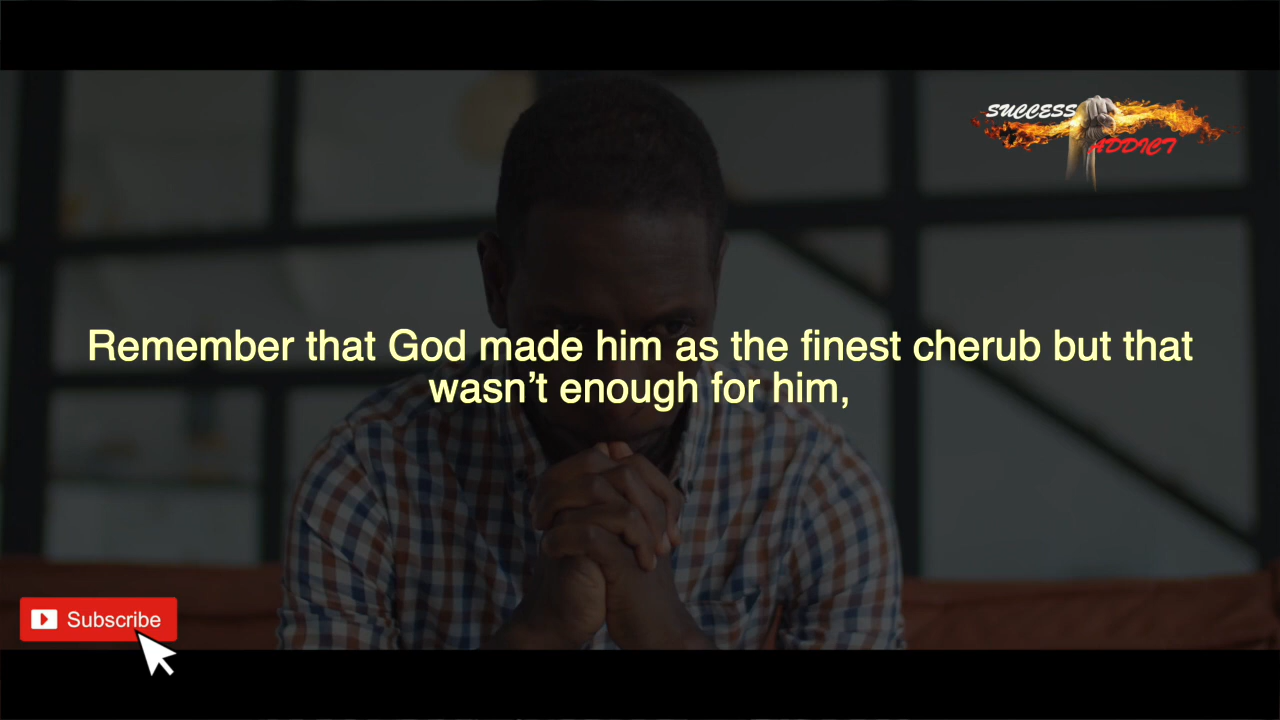 SUCCESS
ADDICT
Remember that God made him as the finest cherub but that
wasn’t enough for him,
Subscribe